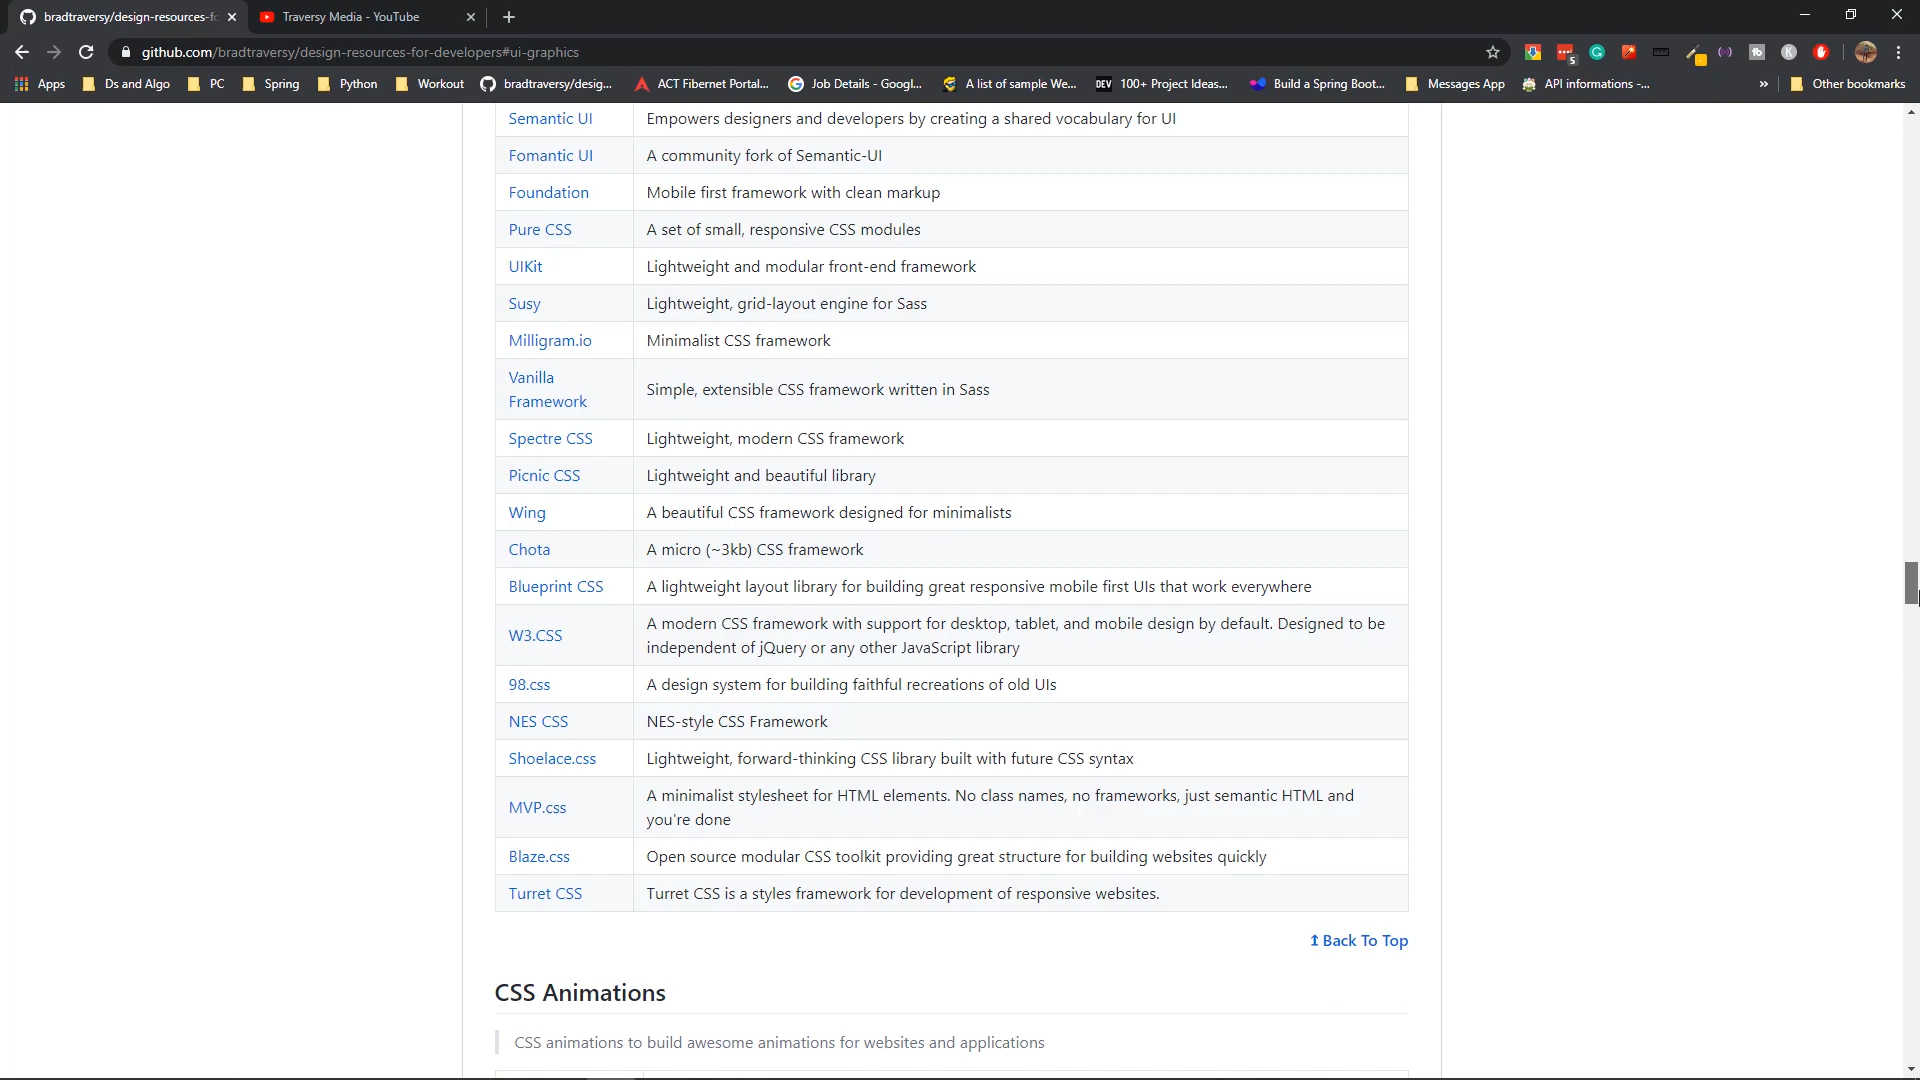 bradtraversy/design-resources-fo
Traversy Media - YouTube
github.com/bradtraversy/design-resources-for-developers#ui-graphics
5
Apps
Ds and Algo
PC
Spring
Python
Workout
bradtraversy/desig...
ACT Fibernet Portal...
Job Details - Googl...
A list of sample We...
DEV
100+ Project Ideas...
Build a Spring Boot...
Messages App
API informations -...
»
Other bookmarks
Semantic UI Empowers designers and developers by creating a shared vocabulary for UI
Fomantic UI A community fork of Semantic-UI
Foundation Mobile first framework with clean markup
Pure CSS A set of small, responsive CSS modules
UIKit Lightweight and modular front-end framework
Susy Lightweight, grid-layout engine for Sass
Milligram.io Minimalist CSS framework
Vanilla
Framework
Simple, extensible CSS framework written in Sass
Spectre CSS Lightweight, modern CSS framework
Picnic CSS Lightweight and beautiful library
Wing A beautiful CSS framework designed for minimalists
Chota A micro (~3kb) CSS framework
Blueprint CSS A lightweight layout library for building great responsive mobile first UIs that work everywhere
W3.CSS
A modern CSS framework with support for desktop, tablet, and mobile design by default. Designed to be
independent of jQuery or any other JavaScript library
98.css A design system for building faithful recreations of old UIs
NES CSS NES-style CSS Framework
Shoelace.css Lightweight, forward-thinking CSS library built with future CSS syntax
MVP.css
A minimalist stylesheet for HTML elements. No class names, no frameworks, just semantic HTML and
you're done
Blaze.css Open source modular CSS toolkit providing great structure for building websites quickly
Turret CSS Turret CSS is a styles framework for development of responsive websites.
↥ Back To Top
CSS Animations
CSS animations to build awesome animations for websites and applications